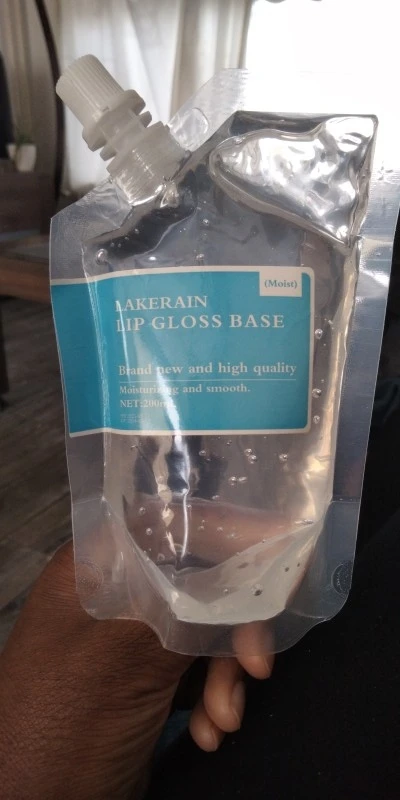 (Moist)
LAKERAIN
LIP GLOSS BASE
Brand new and high quality
Moisturizing and smooth.